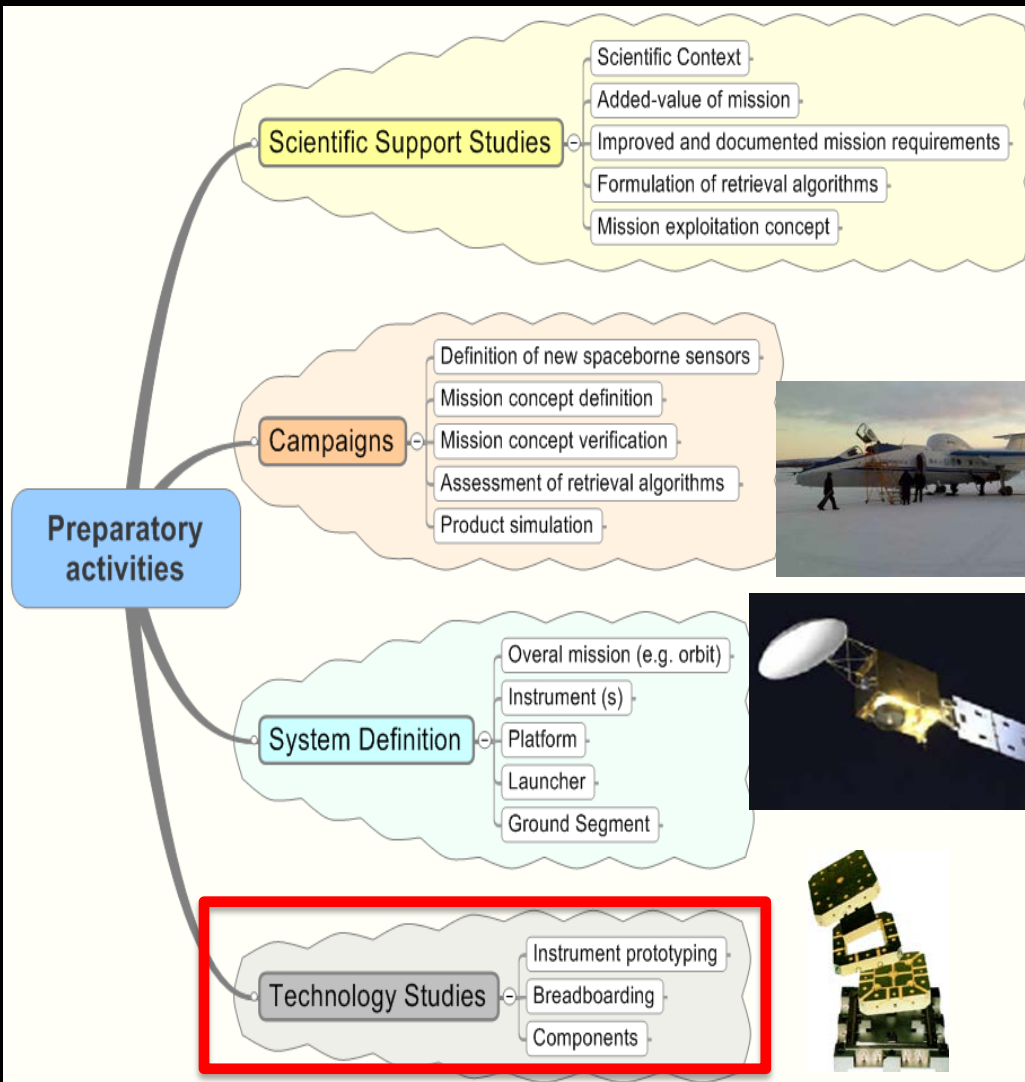 Preparatory
activities
Scientific Support Studies
Scientific Context
Added-value of mission
Improved and documented mission requirements
Formulation of retrieval algorithms
Mission exploitation concept
Campaigns
Definition of new spaceborne sensors
Mission concept definition
Mission concept verification
Assessment of retrieval algorithms
Product simulation
System Definition
Overal mission (e.g. orbit)
Instrument (s)
Platform
Launcher
Ground Segment
Technology Studies
Instrument prototyping
Breadboarding
Components